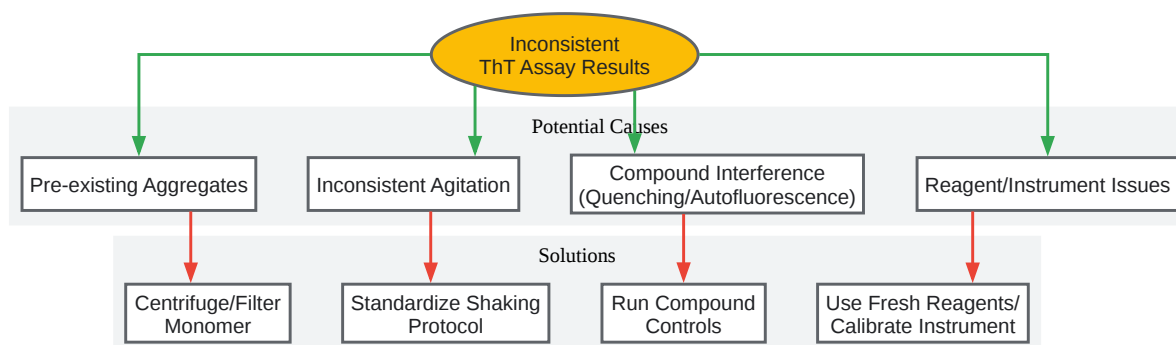 Inconsistent
ThT Assay Results
Potential Causes
Pre-existing Aggregates
Inconsistent Agitation
Compound Interference
(Quenching/Autofluorescence)
Reagent/Instrument Issues
Solutions
Centrifuge/Filter
Monomer
Standardize Shaking
Protocol
Run Compound
Controls
Use Fresh Reagents/
Calibrate Instrument